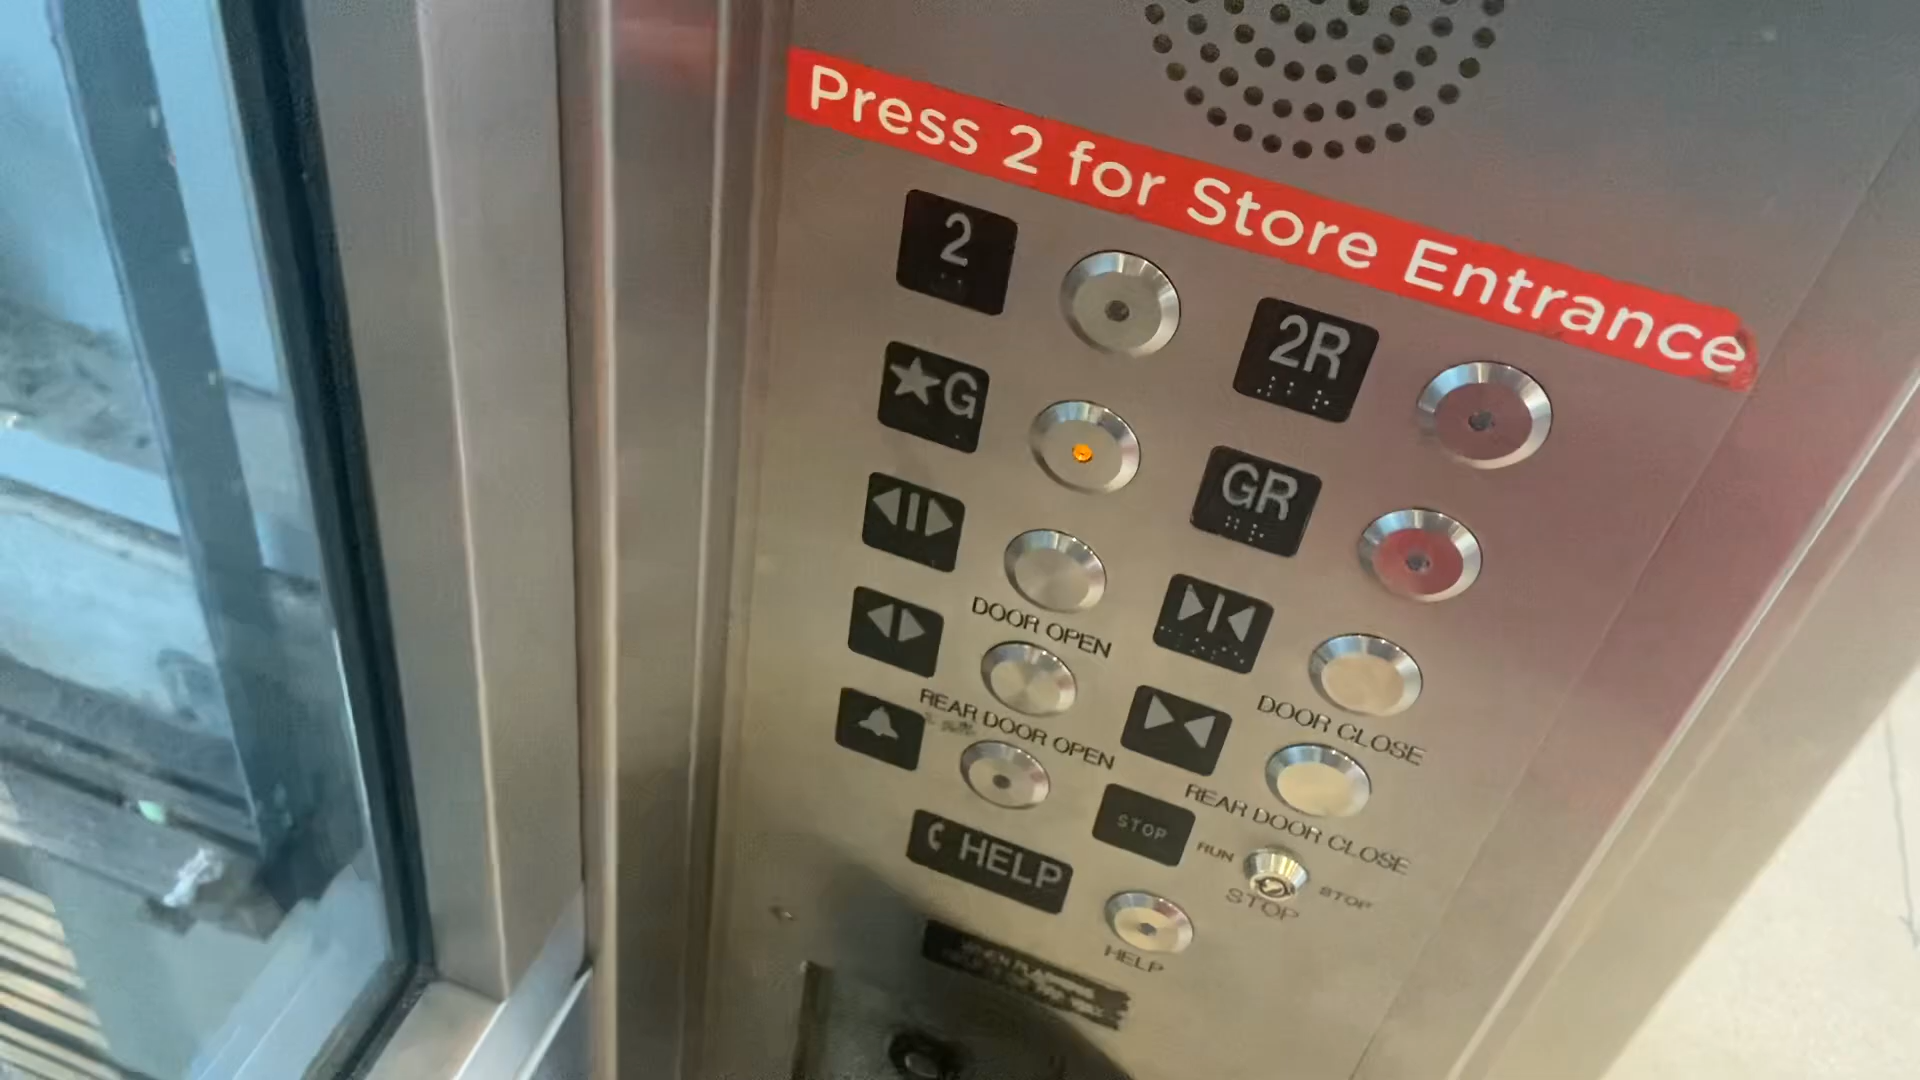 Press 2 for Store Entrance
2
2R
★G
GR
DOOR OPEN
DOOR CLOSE
REAR DOOR OPEN
REAR DOOR CLOSE
STOP
RUN
STOP
STOP
HELP
HELP